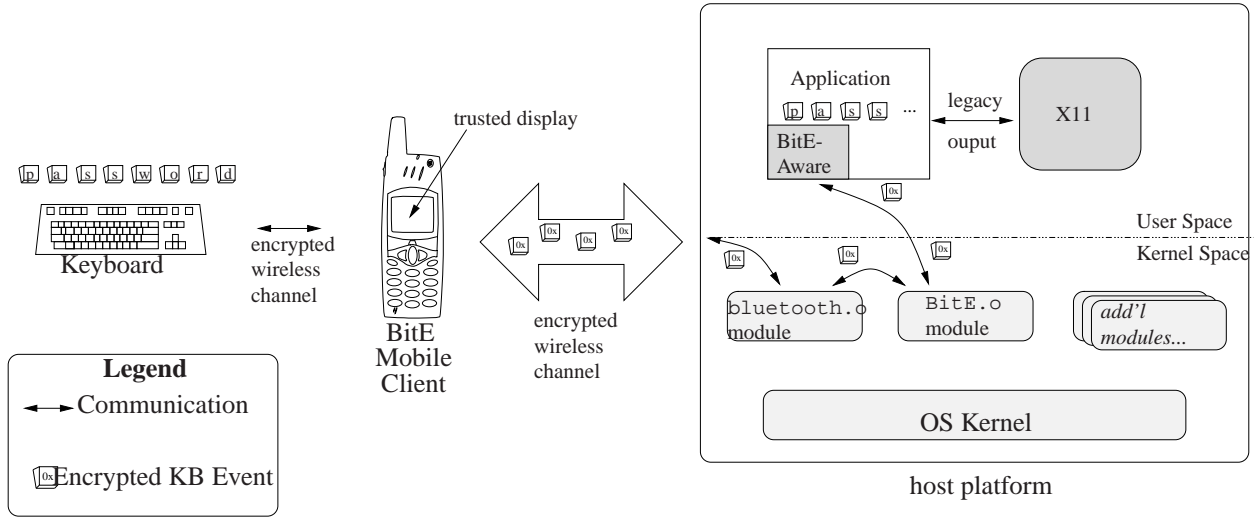 p a s s w o r d
Keyboard
encrypted
wireless
channel
trusted display
BitE
Mobile
Client
0x 0x 0x 0x
encrypted
wireless
channel
Application
p a s s ...
BitE-
Aware
legacy
ouput
X11
0x
User Space
Kernel Space
0x 0x 0x
bluetooth.o
module
BitE.o
module
add'l
modules...
OS Kernel
host platform
Legend
Communication
0x Encrypted KB Event